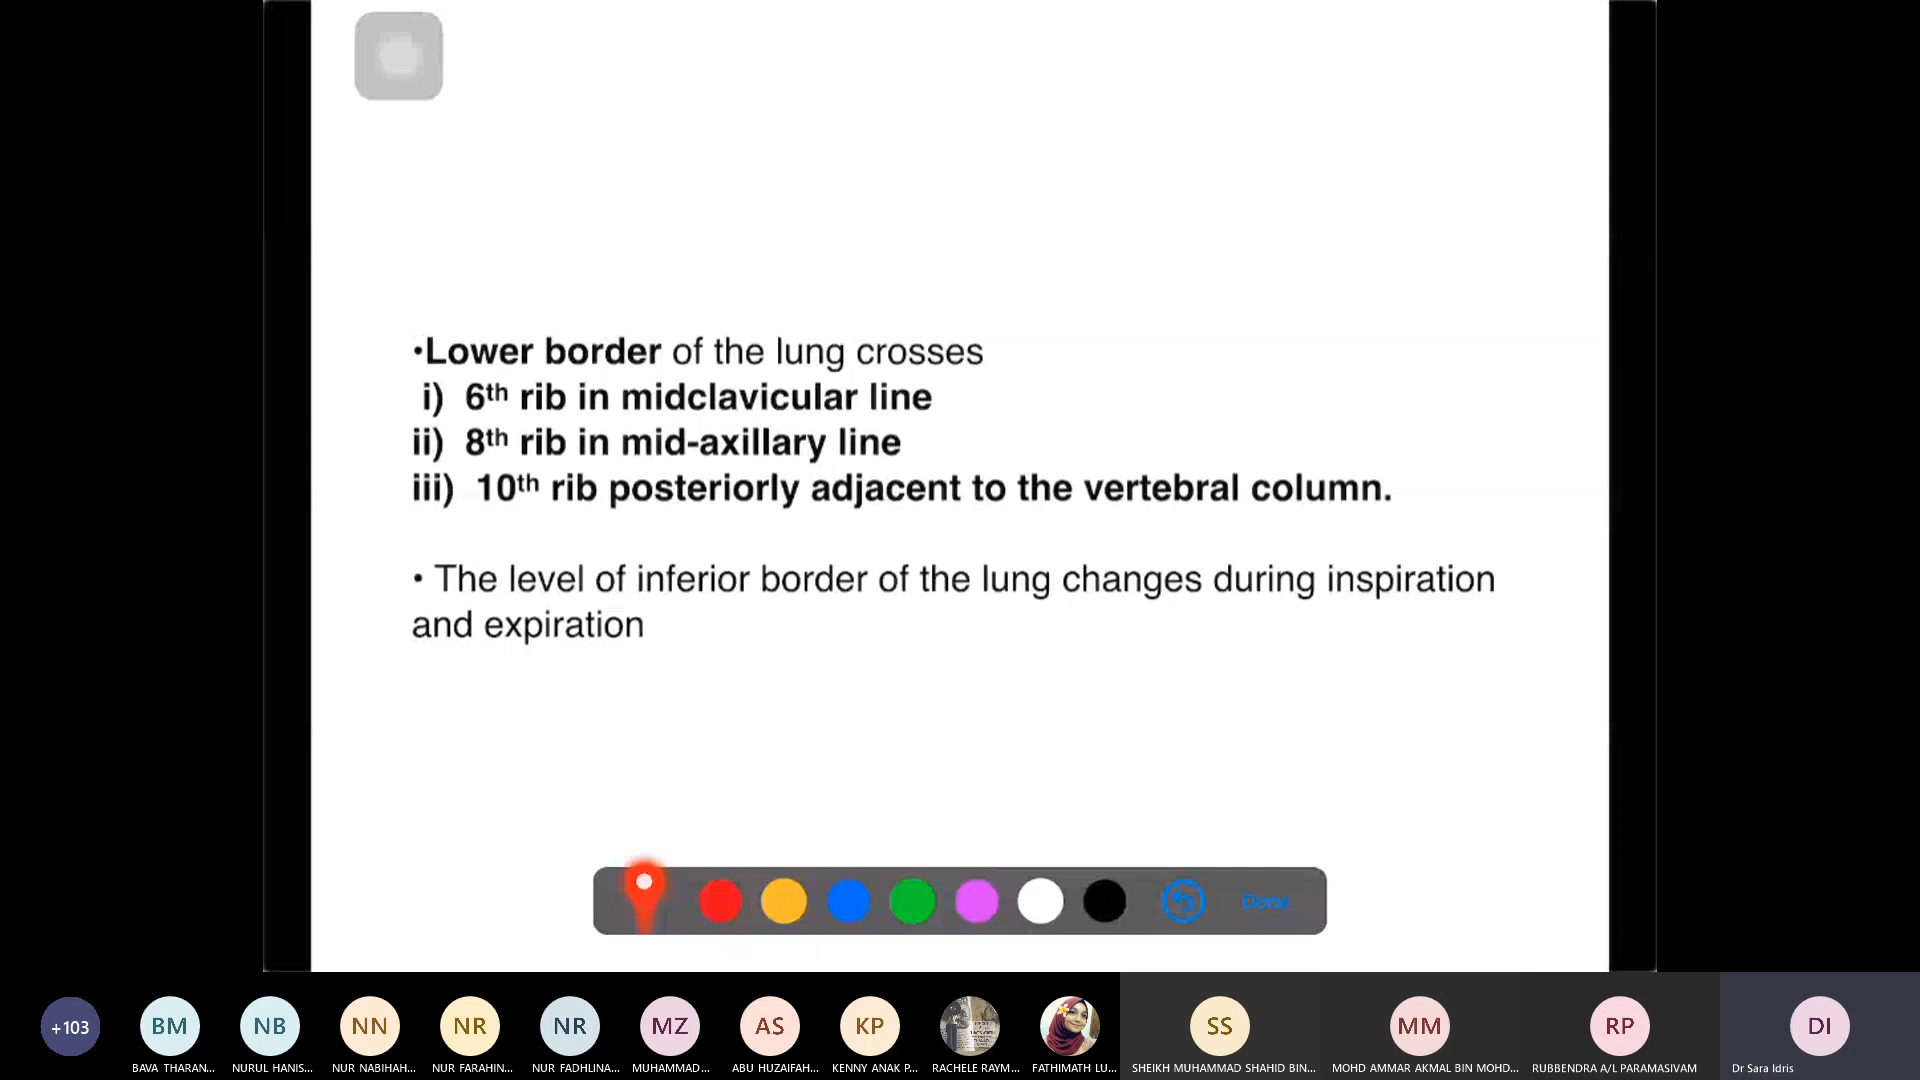 •Lower border of the lung crosses
i) 6th rib in midclavicular line
ii) 8th rib in mid-axillary line
iii) 10th rib posteriorly adjacent to the vertebral column.
• The level of inferior border of the lung changes during inspiration
and expiration
Done
+103 BM NB NN NR NR MZ AS KP SS MM RP DI
BAVA THARAN... NURUL HANIS... NUR NABIHAH... NUR FARAHIN... NUR FADHLINA... MUHAMMAD... ABU HUZAIFAH... KENNY ANAK P... RACHELE RAYM... FATHIMATH LU... SHEIKH MUHAMMAD SHAHID BIN... MOHD AMMAR AKMAL BIN MOHD... RUBBENDRA A/L PARAMASIVAM Dr Sara Idris